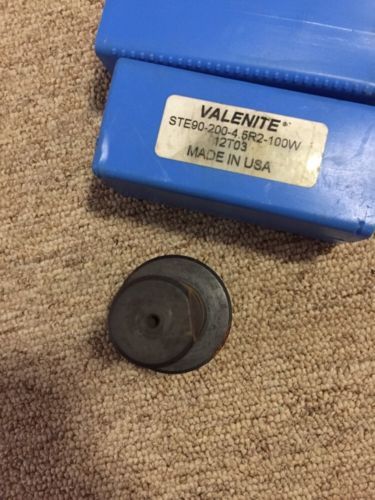 VALENITE
STE90-200-4.5R2-100W
12T03
MADE IN USA